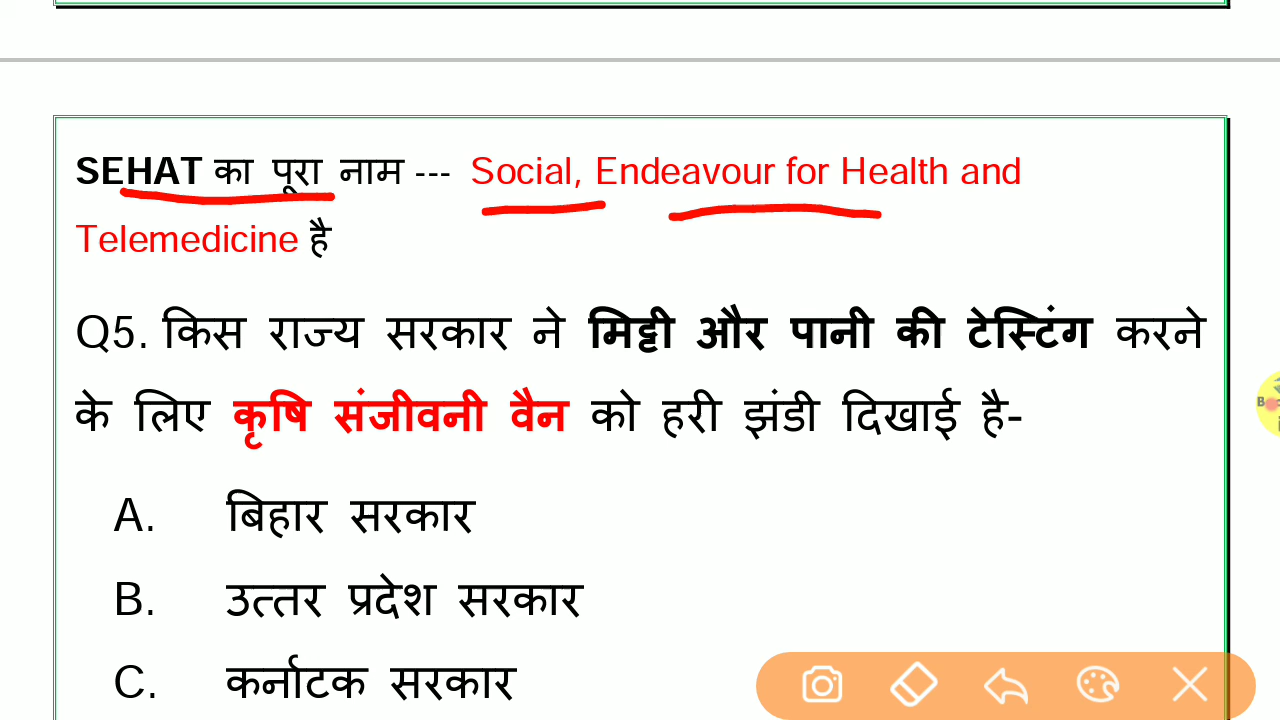 SEHAT का पूरा नाम --- Social, Endeavour for Health and
Telemedicine है
Q5. किस राज्य सरकार ने मिट्टी और पानी की टेस्टिंग करने
के लिए कृषि संजीवनी वैन को हरी झंडी दिखाई है-
A. बिहार सरकार
B. उत्तर प्रदेश सरकार
C. कर्नाटक सरकार